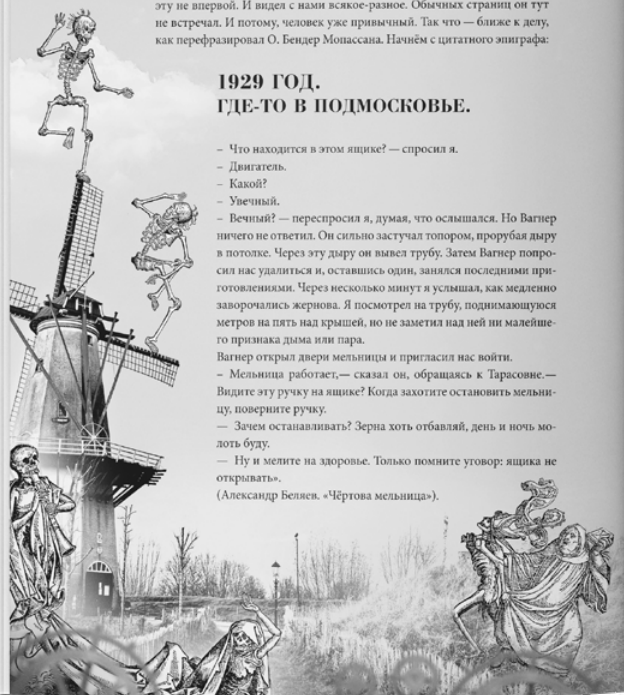 эту не впервой. И видел с нами всякое-разное. Обычных страниц он тут
не встречал. И потому, человек уже привычный. Так что — ближе к делу,
как перефразировал О. Бендер Мопассана. Начнём с цитатного эпиграфа:
1929 ГОД.
ГДЕ-ТО В ПОДМОСКОВЬЕ.
– Что находится в этом ящике? — спросил я.
– Двигатель.
– Какой?
– Увечный.
– Вечный? — переспросил я, думая, что ослышался. Но Вагнер
ничего не ответил. Он сильно застучал топором, прорубая дыру
в потолке. Через эту дыру он вывел трубу. Затем Вагнер попро-
сил нас удалиться и, оставшись один, занялся последними при-
готовлениями. Через несколько минут я услышал, как медленно
заворочались жернова. Я посмотрел на трубу, поднимающуюся
метров на пять над крышей, но не заметил над ней ни малейше-
го признака дыма или пара.
Вагнер открыл двери мельницы и пригласил нас войти.
– Мельница работает,— сказал он, обращаясь к Тарасовне.—
Видите эту ручку на ящике? Когда захотите остановить мельни-
цу, поверните ручку.
— Зачем останавливать? Зерна хоть отбавляй, день и ночь мо-
лоть буду.
— Ну и мелите на здоровье. Только помните уговор: ящика не
открывать».
(Александр Беляев. «Чёртова мельница»).